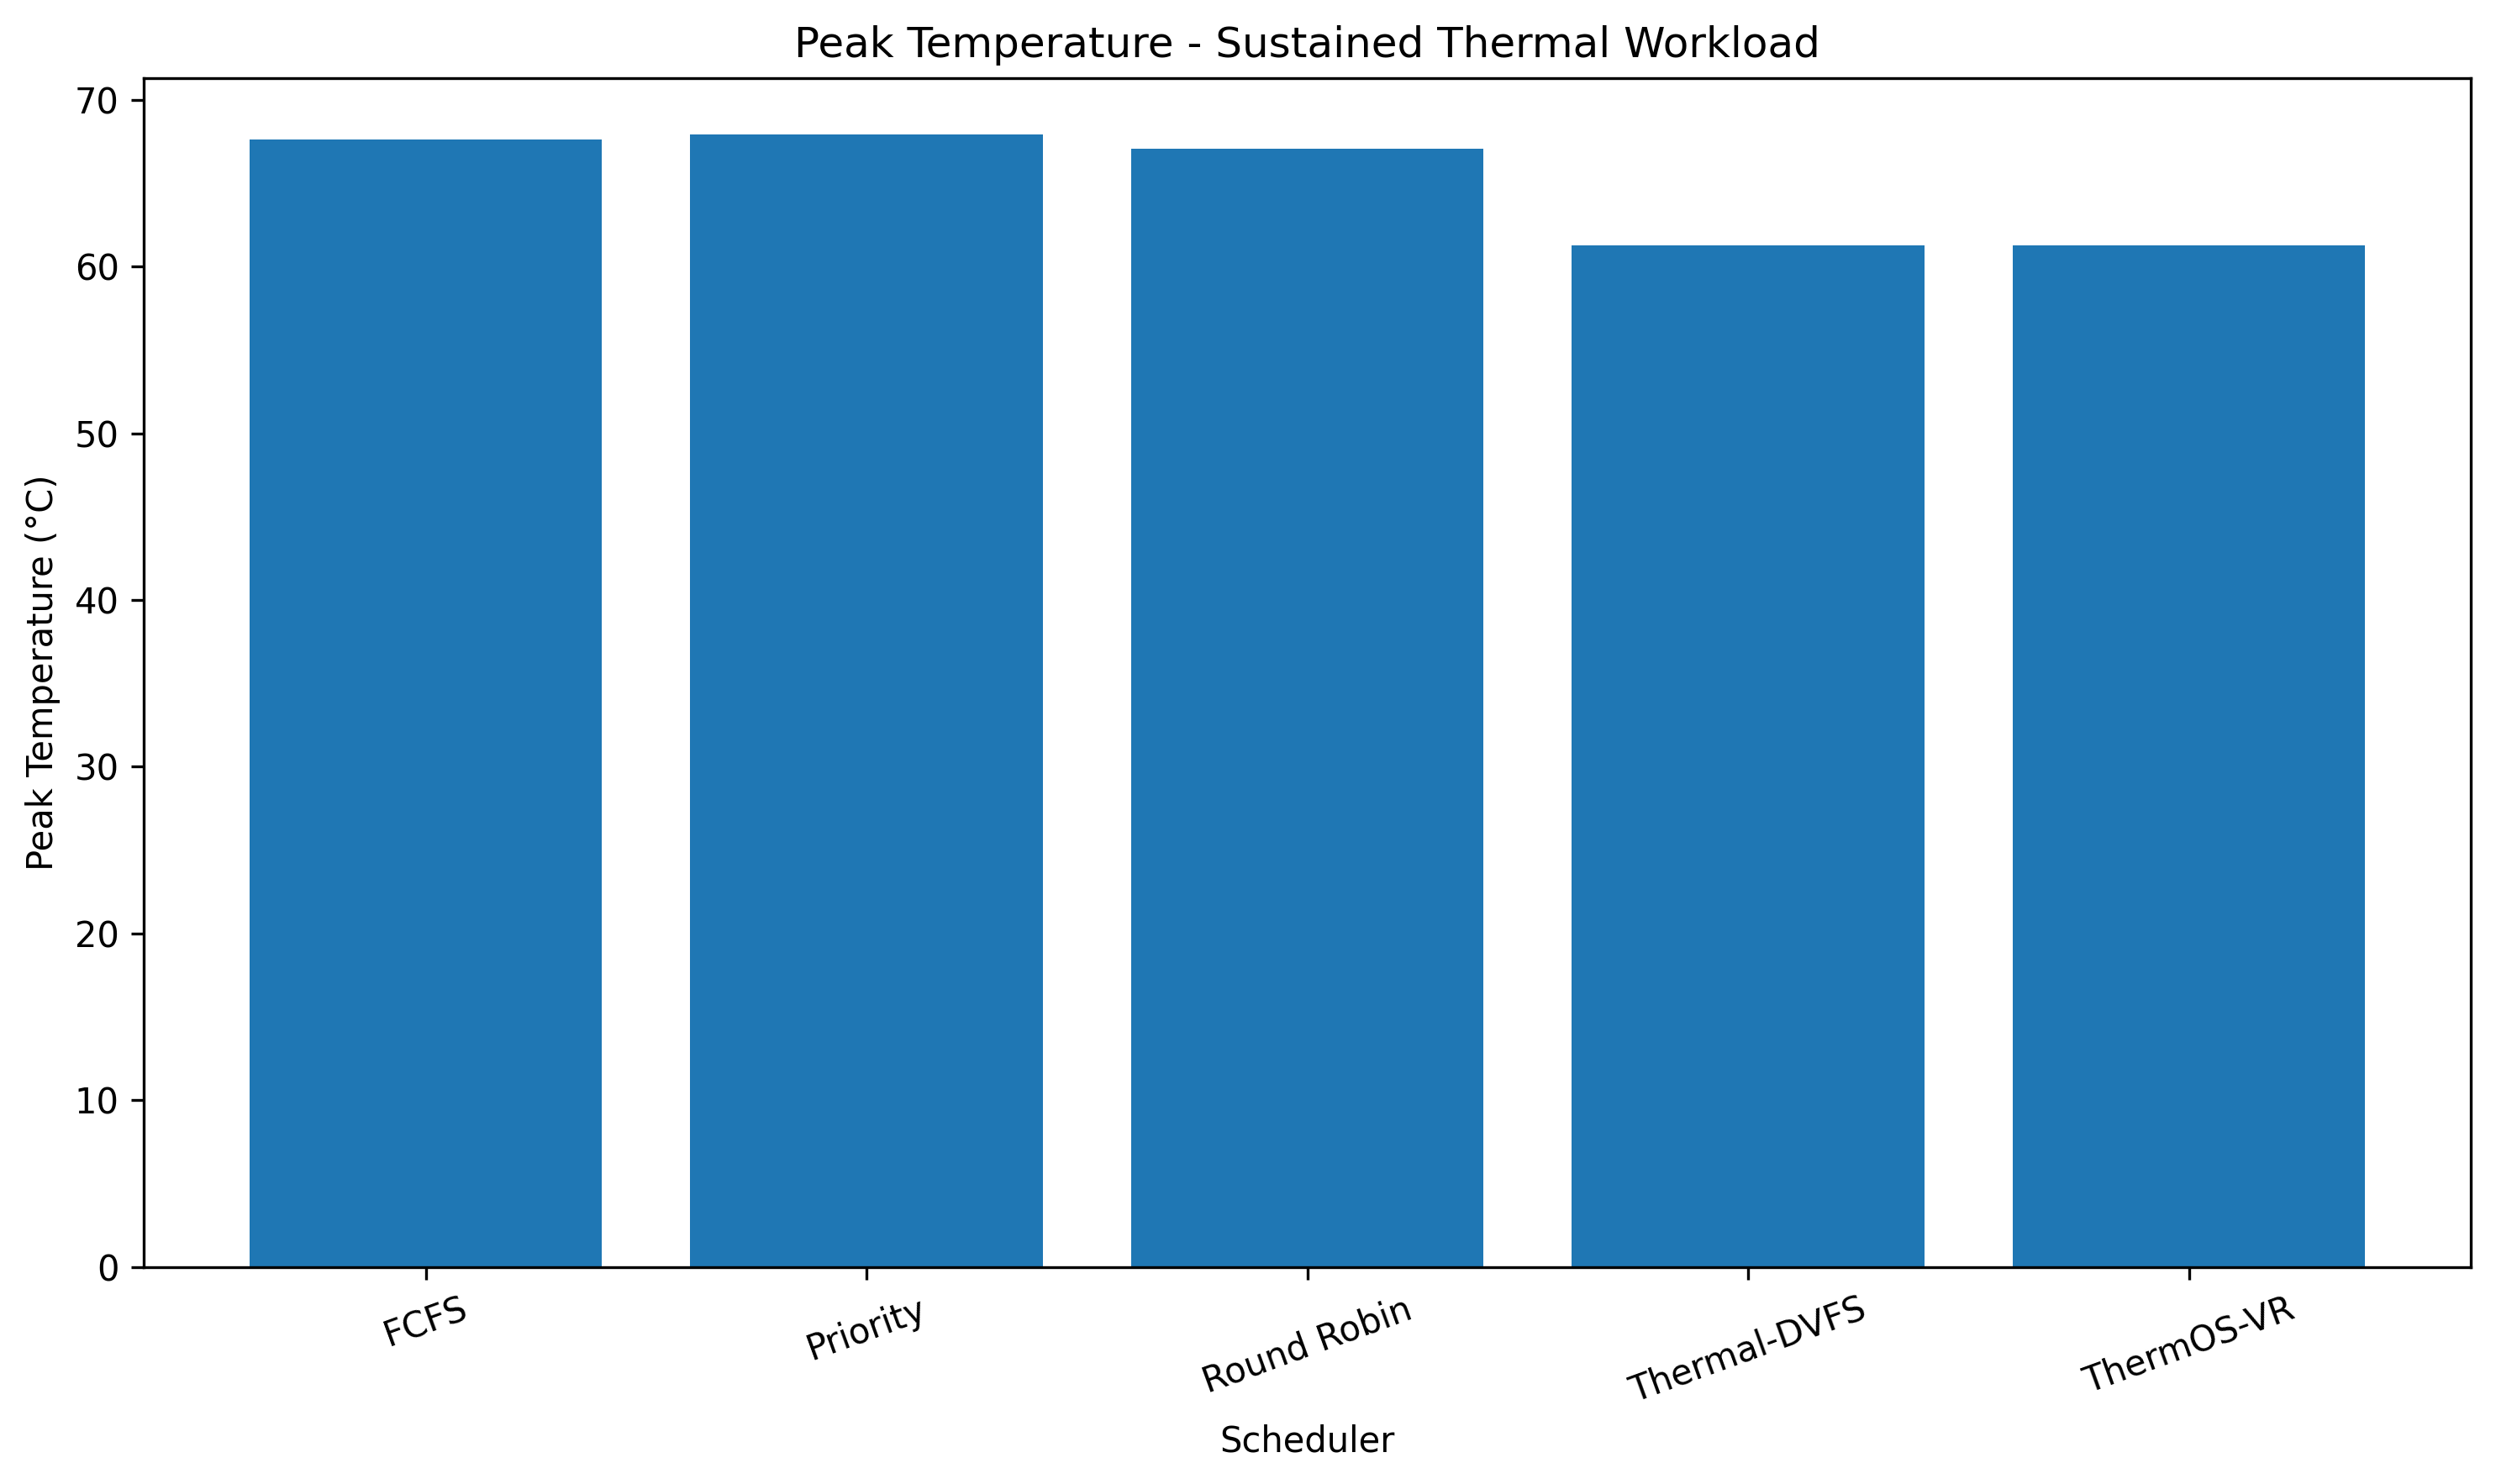 Peak Temperature - Sustained Thermal Workload
Peak Temperature (°C)
70
60
50
40
30
20
10
0
FCFS
Priority
Round Robin
Thermal-DVFS
ThermOS-VR
Scheduler